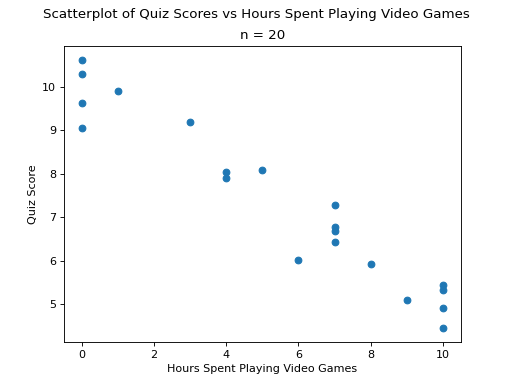 Scatterplot of Quiz Scores vs Hours Spent Playing Video Games
n = 20
10
9
8
7
6
5
Quiz Score
0 2 4 6 8 10
Hours Spent Playing Video Games